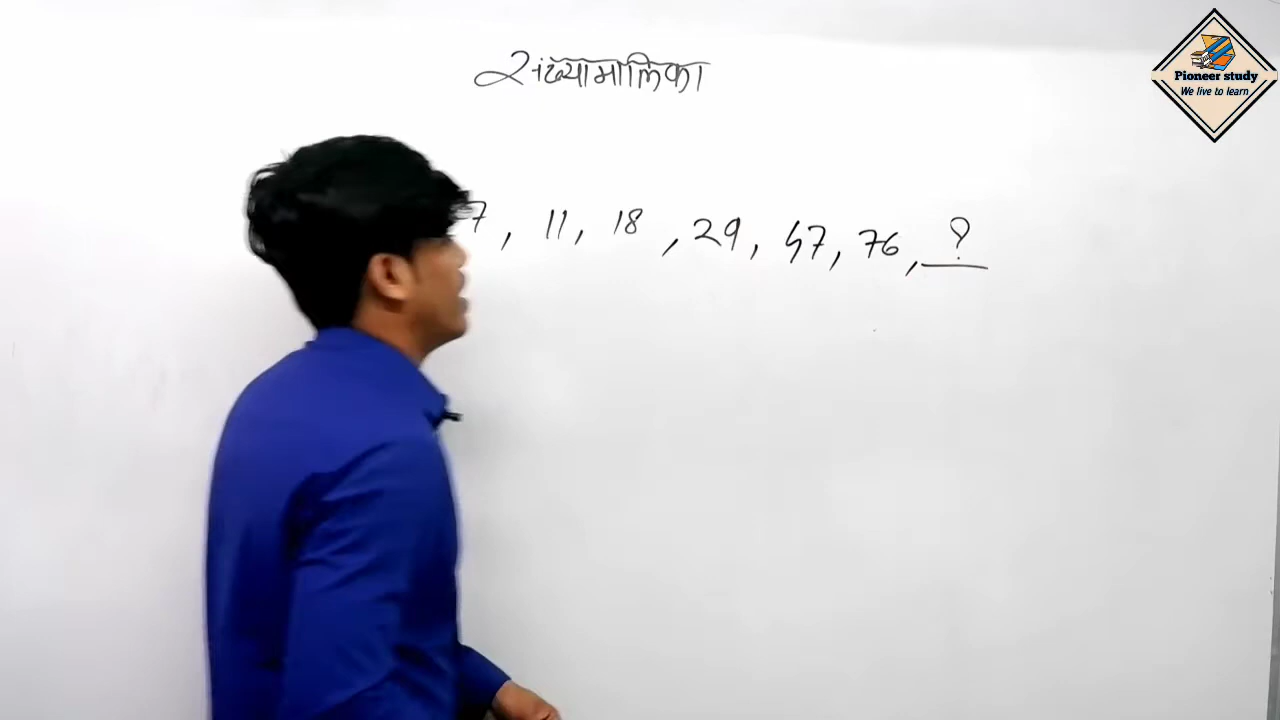 संख्यामालिका
Pioneer study
We live to learn
7, 11, 18, 29, 47, 76, ?